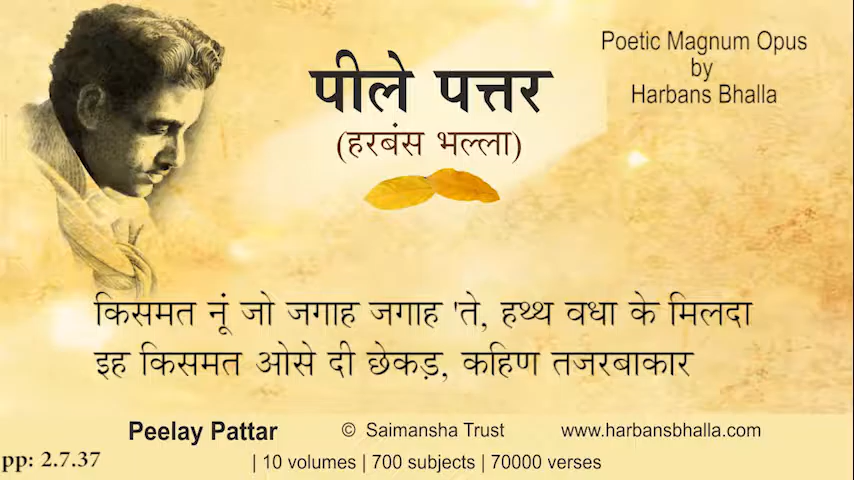 पीले पत्तर
(हरबंस भल्ला)
Poetic Magnum Opus
by
Harbans Bhalla
किसमत नूं जो जगाह जगाह 'ते, हथ्थ वधा के मिलदा
इह किसमत ओसे दी छेकड़, कहिण तजरबाकार
Peelay Pattar © Saimansha Trust www.harbansbhalla.com
pp: 2.7.37 | 10 volumes | 700 subjects | 70000 verses